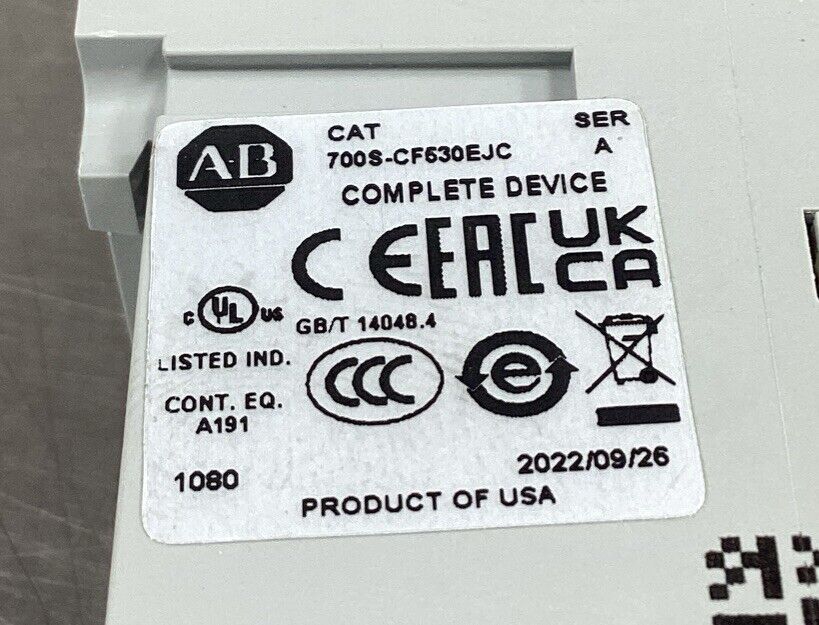 A-B
CAT
SER
700S-CF530EJC
A
COMPLETE DEVICE
CE EAC UK
CA
C UL US
GB/T 14048.4
LISTED IND.
CCC
e
CONT. EQ.
A191
1080
2022/09/26
PRODUCT OF USA